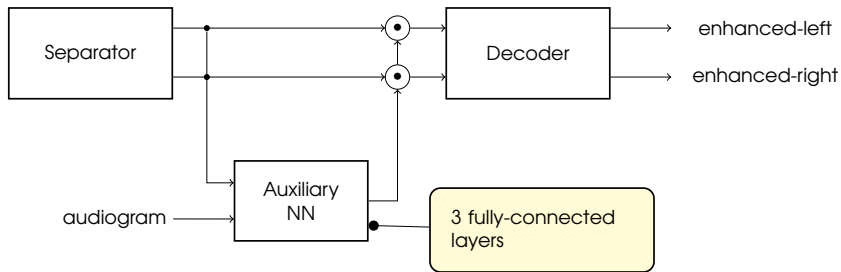 Separator
Decoder
enhanced-left
enhanced-right
Auxiliary
NN
audiogram
3 fully-connected
layers